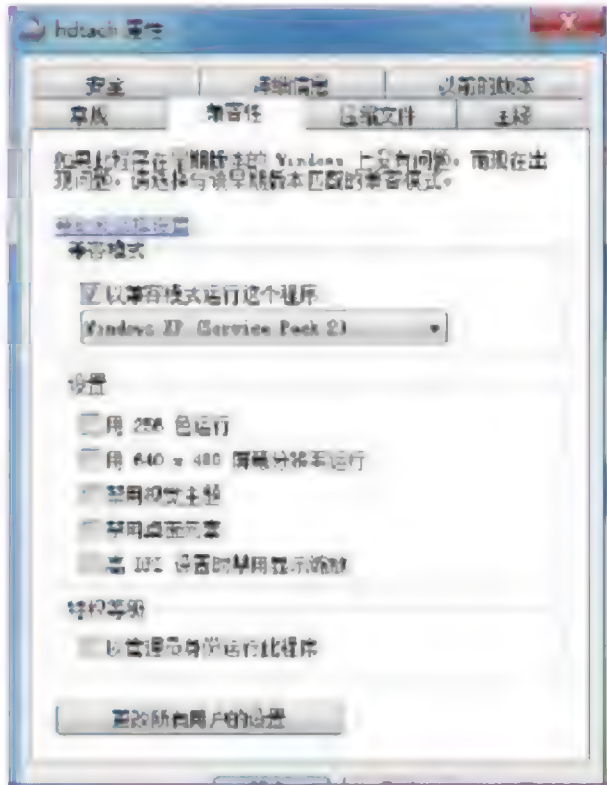 hdtach 属性
安全 详细信息 以前的版本
常规 兼容性 压缩文件 主题
如果此程序在早期版本的 Windows 上没有问题，而现在出
现问题，请选择与该早期版本匹配的兼容模式。
兼容模式
以兼容模式运行这个程序
Windows XP (Service Pack 2)
设置
用 256 色运行
用 640 x 480 屏幕分辨率运行
禁用视觉主题
禁用桌面元素
高 DPI 设置时禁用显示缩放
特权等级
以管理员身份运行此程序
更改所有用户的设置